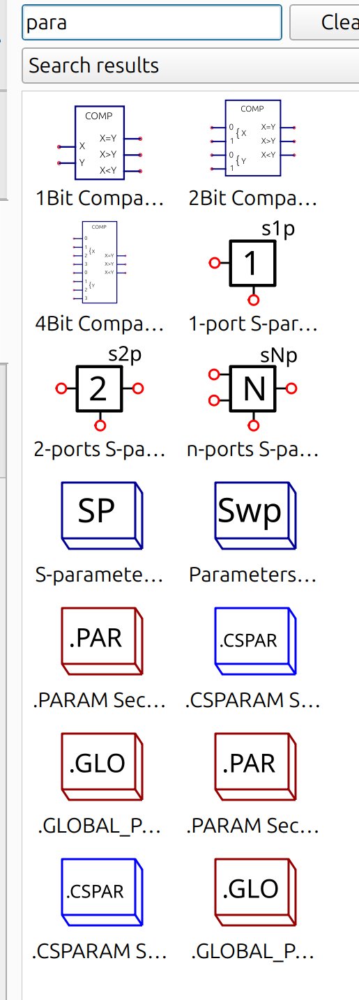 para
Clea
Search results
COMP
X
Y
X=Y
X>Y
X<Y
1Bit Compa...
COMP
0
1
0
1
{ X
{ Y
X=Y
X>Y
X<Y
2Bit Compa...
COMP
0
1
2
3
0
1
2
3
{X
{Y
X=Y
X>Y
X<Y
4Bit Compa...
s1p
1
1-port S-par...
s2p
2
2-ports S-pa...
sNp
N
n-ports S-pa...
SP
S-paramete...
Swp
Parameters...
.PAR
.PARAM Sec...
.CSPAR
.CSPARAM S...
.GLO
.GLOBAL_P...
.PAR
.PARAM Sec...
.CSPAR
.CSPARAM S...
.GLO
.GLOBAL_P...